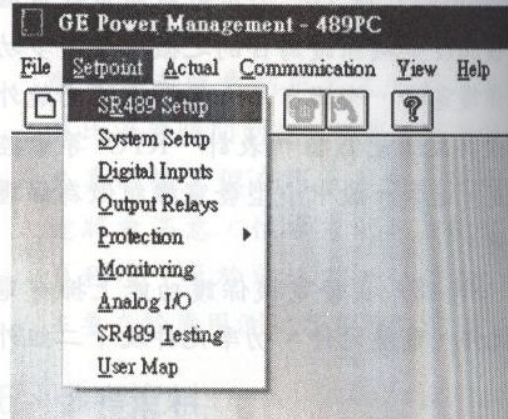 GE Power Management - 489PC
File Setpoint Actual Communication View Help
SR489 Setup
System Setup
Digital Inputs
Output Relays
Protection
Monitoring
Analog I/O
SR489 Testing
User Map